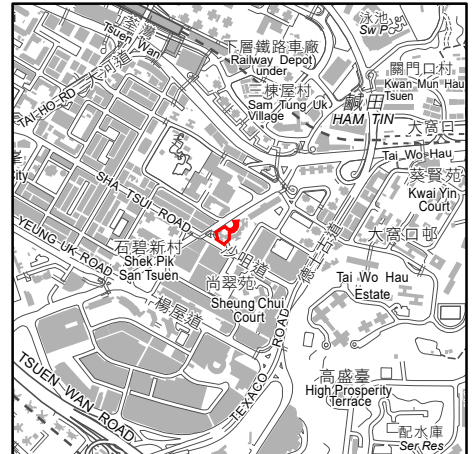 荃灣
Tsuen Wan
大河道
TAI HO RD
下層鐵路車廠
Railway Depot
under
三棟屋村
Sam Tung Uk
Village
泳池
Sw P
關門口村
Kwan Mun Hau
Tsuen
鹹田
HAM TIN
大窩口
Tai Wo Hau
葵賢苑
Kwai Yin
Court
City
SHA TSUI ROAD
沙咀道
YEUNG UK ROAD
石碧新村
Shek Pik
San Tsuen
大窩口邨
Tai Wo Hau
Estate
尚翠苑
Sheung Chui
Court
德士古道
TEXACO ROAD
楊屋道
TSUEN WAN ROAD
高盛臺
High Prosperity
Terrace
配水庫
Ser Res